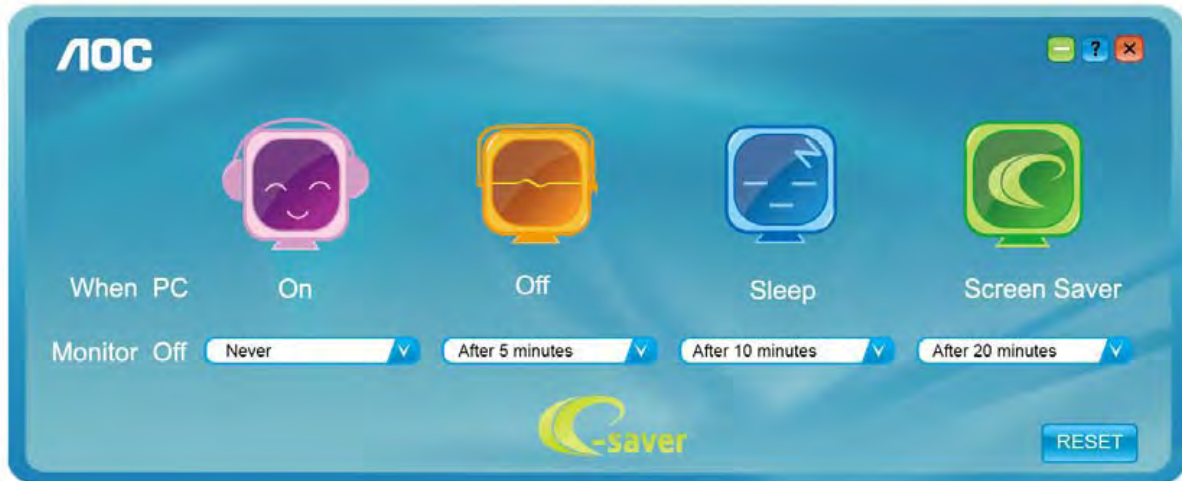 AOC
?
When PC On Off Sleep Screen Saver
Monitor Off Never After 5 minutes After 10 minutes After 20 minutes
e-saver
RESET